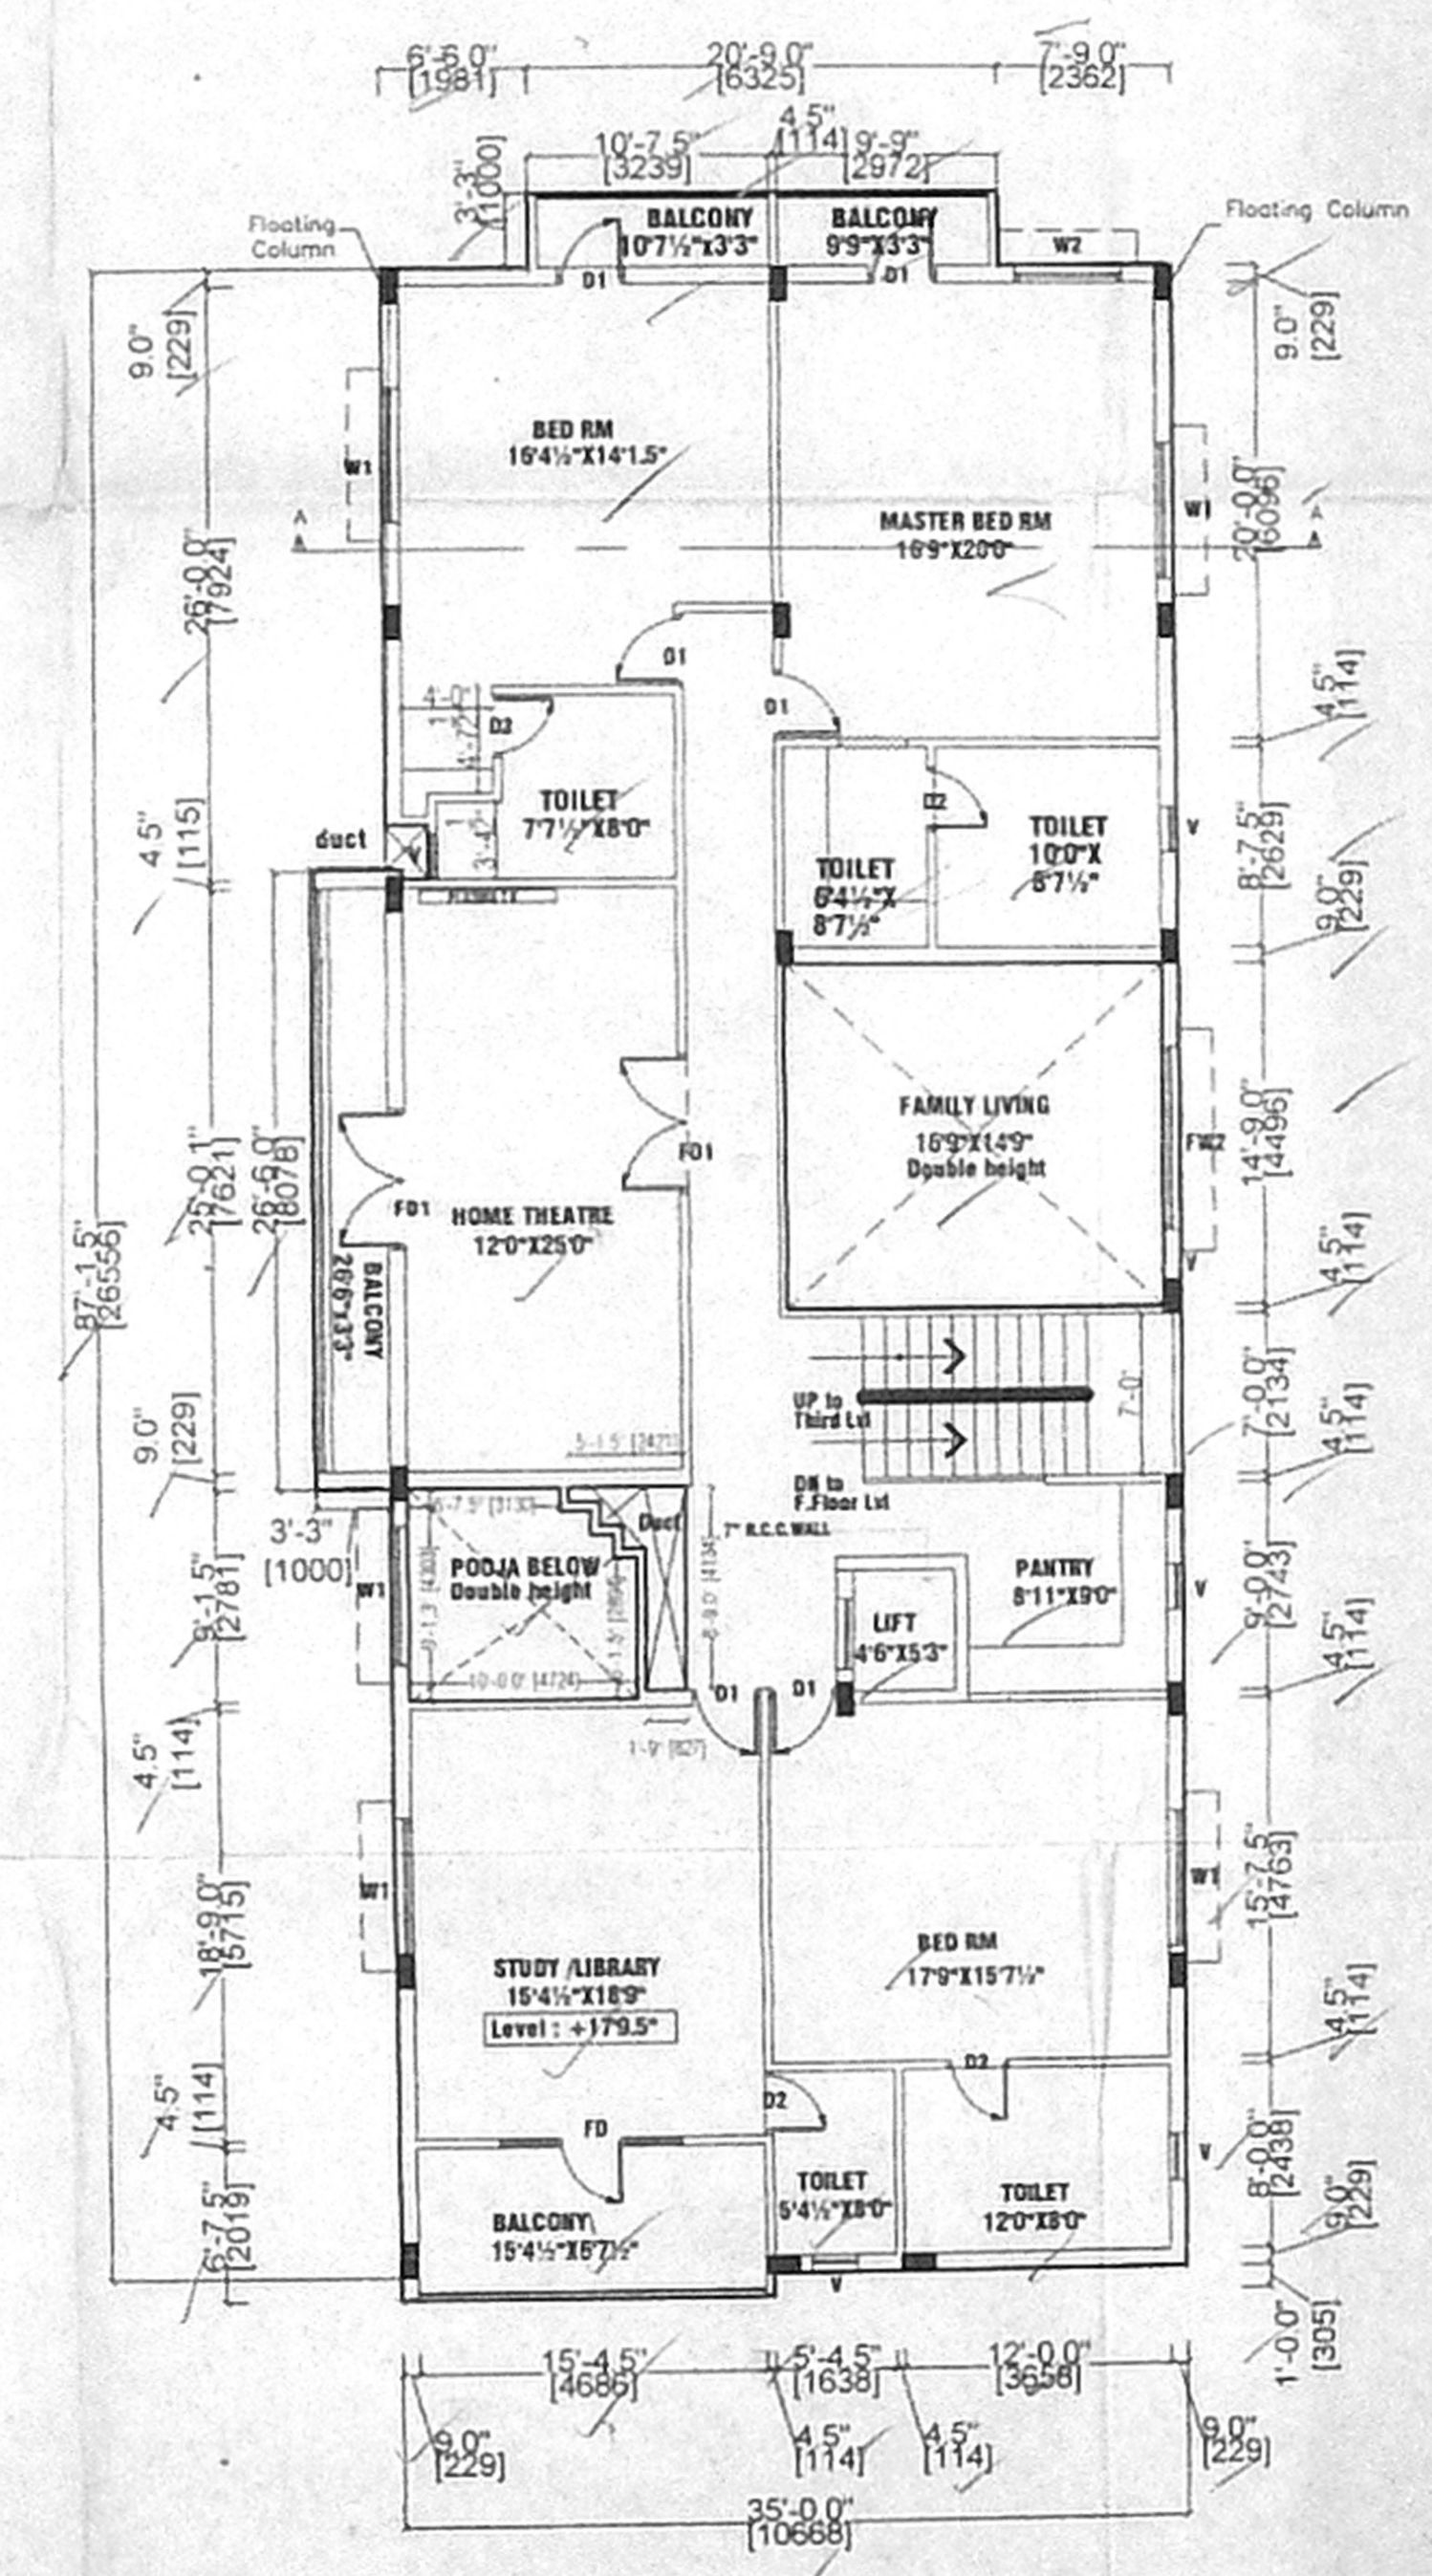 6'-6.0" 20'-9.0" 7'-9.0"
[1981] [6325] [2362]
4.5"
[114]
10'-7.5" 9'-9"
[3239] [2972]
3'-3"
[1000]
Floating
Column
BALCONY
10'7½"x3'3"
BALCONY
9'9"X3'3"
W2
Floating Column
D1
D1
9.0"
[229]
9.0"
[229]
BED RM
16'4½"X14'1.5"
W1
MASTER BED RM
16'9"X20'0"
W1
A
A
A
A
26'-0.0"
[7924]
20'-0.0"
[6096]
D1
D1
4.5"
[114]
4'-0"
D2
TOILET
7'7½"X8'0"
duct
4.5"
[115]
D2
TOILET
6'4½"X
8'7½"
TOILET
10'0"X
8'7½"
V
8'-7.5"
[2629]
9.0"
[229]
FAMILY LIVING
16'9"X14'9"
Double height
FW2
V
14'-9.0"
[4496]
4.5"
[114]
FD1
FD1
HOME THEATRE
12'0"X25'0"
BALCONY
26'6"x3'3"
25'-0.1"
[7621]
26'-6.0"
[8078]
87'-1.5"
[26556]
UP to
Third Lvl
7'-0"
7'-0.0"
[2134]
4.5"
[114]
DN to
F.Floor Lvl
7" R.C.C. WALL
9.0"
[229]
3'-3"
[1000]
W1
POOJA BELOW
Double height
Duct
LIFT
4'6"X5'3"
PANTRY
8'11"X9'0"
V
9'-0.0"
[2743]
4.5"
[114]
9'-1.5"
[2781]
D1
D1
4.5"
[114]
W1
STUDY /LIBRARY
15'4½"X18'9"
Level : +17'9.5"
BED RM
17'9"X15'7½"
W1
18'-9.0"
[5715]
15'-7.5"
[4763]
4.5"
[114]
D2
D2
FD
4.5"
[114]
BALCONY
15'4½"X6'7½"
TOILET
5'4½"X8'0"
TOILET
12'0"X8'0"
V
V
6'-7.5"
[2019]
8'-0.0"
[2438]
9.0"
[229]
1'-0.0"
[305]
15'-4.5" 5'-4.5" 12'-0.0"
[4686] [1638] [3658]
9.0" 4.5" 4.5" 9.0"
[229] [114] [114] [229]
35'-0.0"
[10668]